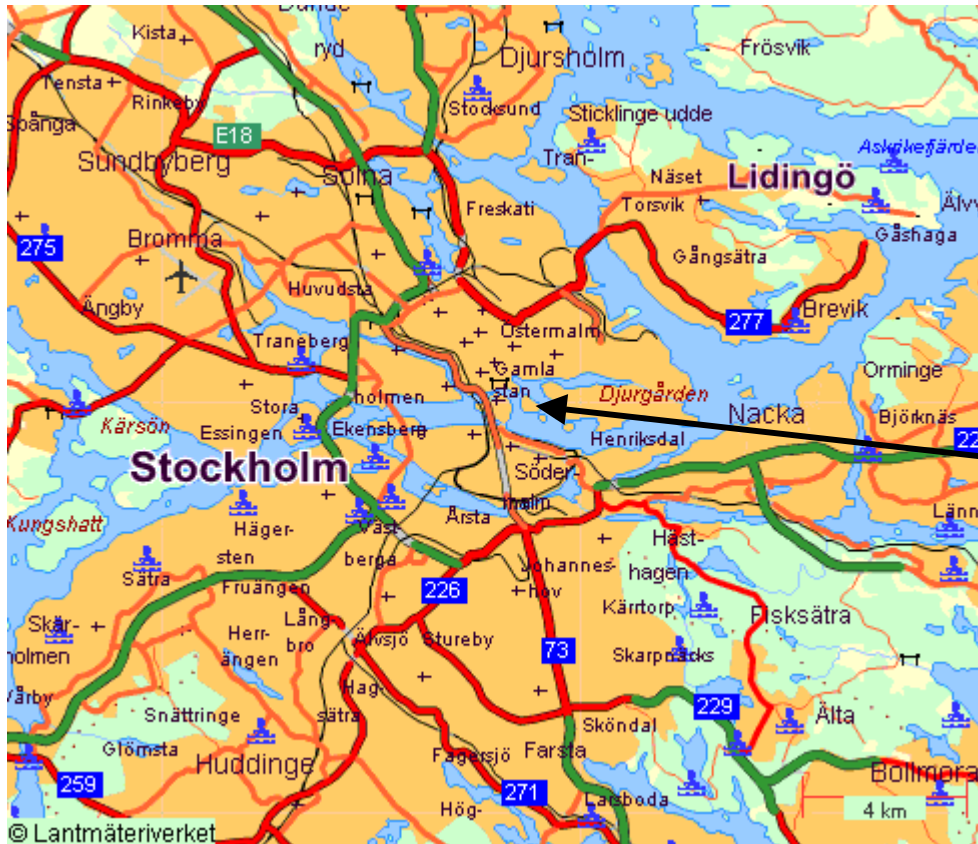 Kista
ryd
Djursholm
Frösvik
Tensta
Rinkeby
Stocksund
Spånga
E18
Sticklinge udde
Sundbyberg
Solna
Tran-
Näset
Lidingö
Torsvik
Freskati
Gåshaga
275
Bromma
Gångsätra
Huvudsta
Ängby
277
Brevik
Östermalm
Traneberg
Gamla
stan
Orminge
Stora
holmen
Djurgården
Nacka
Björknäs
Kärsön
Essingen
Ekensberg
Henriksdal
22
Stockholm
Söder-
malm
Kungshatt
Häger-
sten
Väst-
berga
Årsta
Länn
Häst-
hagen
Sätra
Fruängen
226
Johannes-
hov
Kärrtorp
Fisksätra
Skär-
holmen
Herr-
ängen
Lång-
bro
Älvsjö
Stureby
73
Skarpnäcks
Vårby
Snättringe
Hag-
sätra
Sköndal
229
Älta
Glömsta
Huddinge
Fagersjö
Farsta
259
Hög-
271
Larsboda
Bollmora
4 km
© Lantmäteriverket